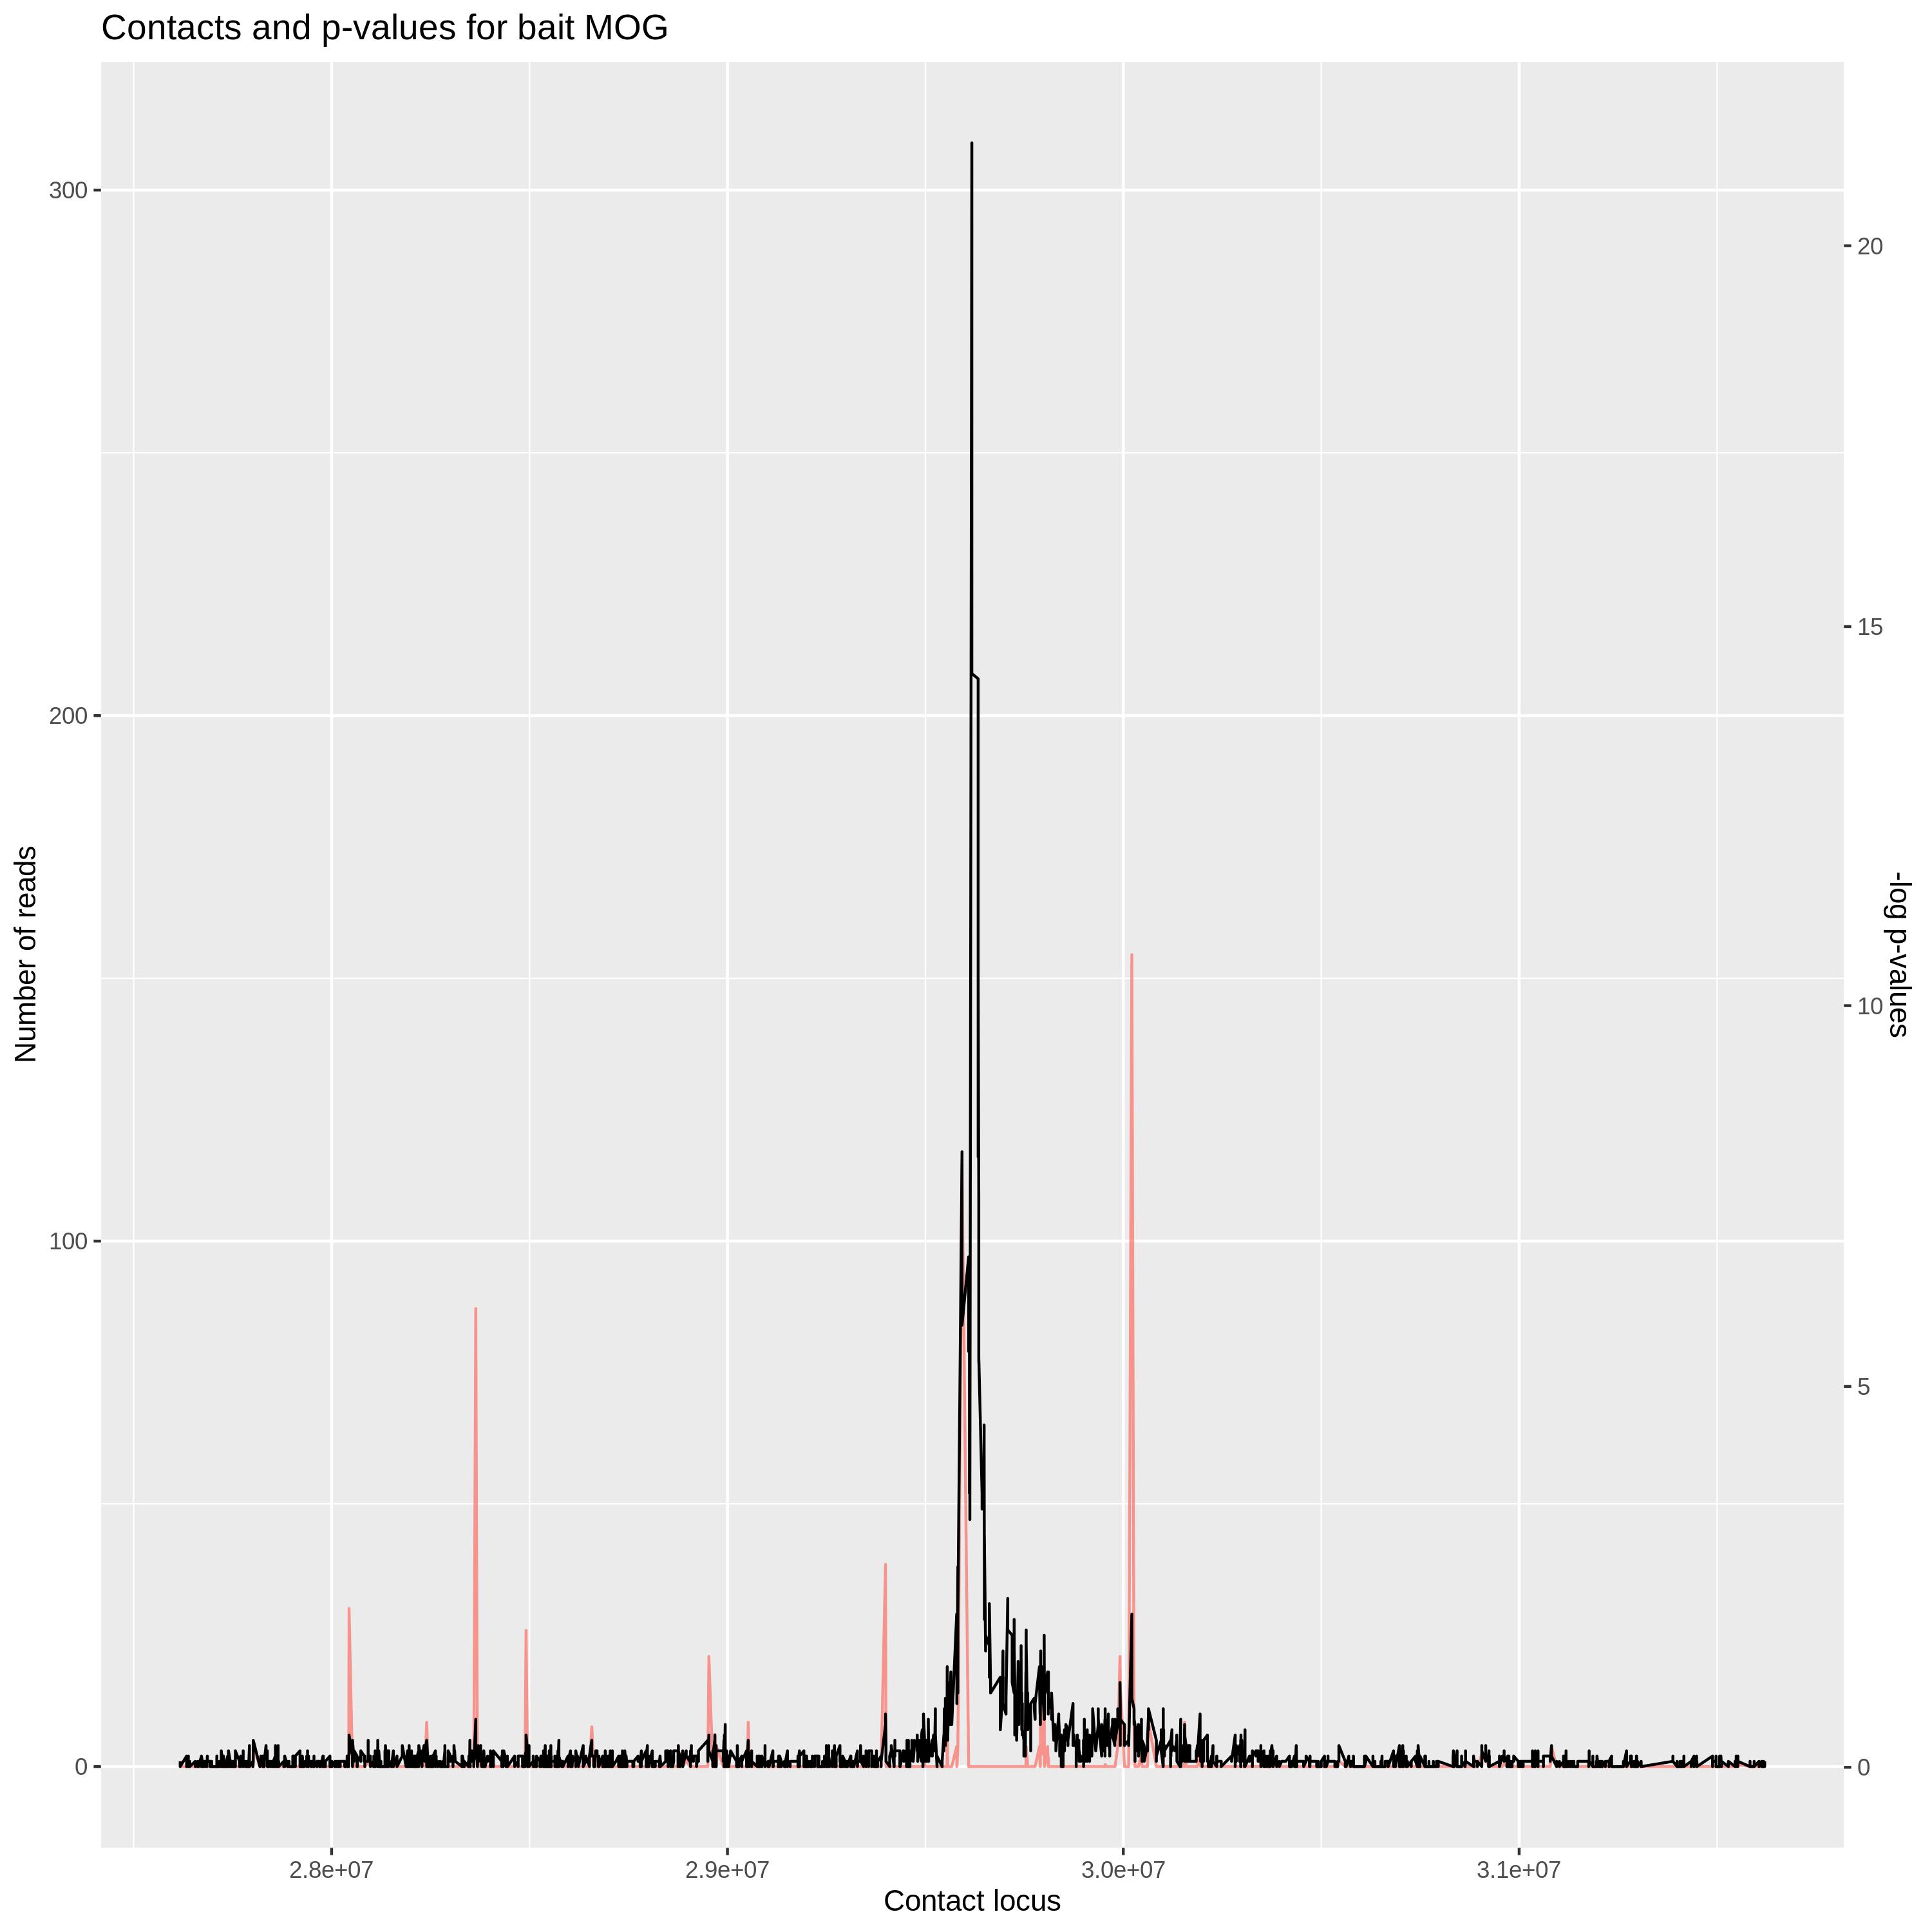 Contacts and p-values for bait MOG
300
200
100
0
20
15
10
5
0
Number of reads
-log p-values
2.8e+07 2.9e+07 3.0e+07 3.1e+07
Contact locus